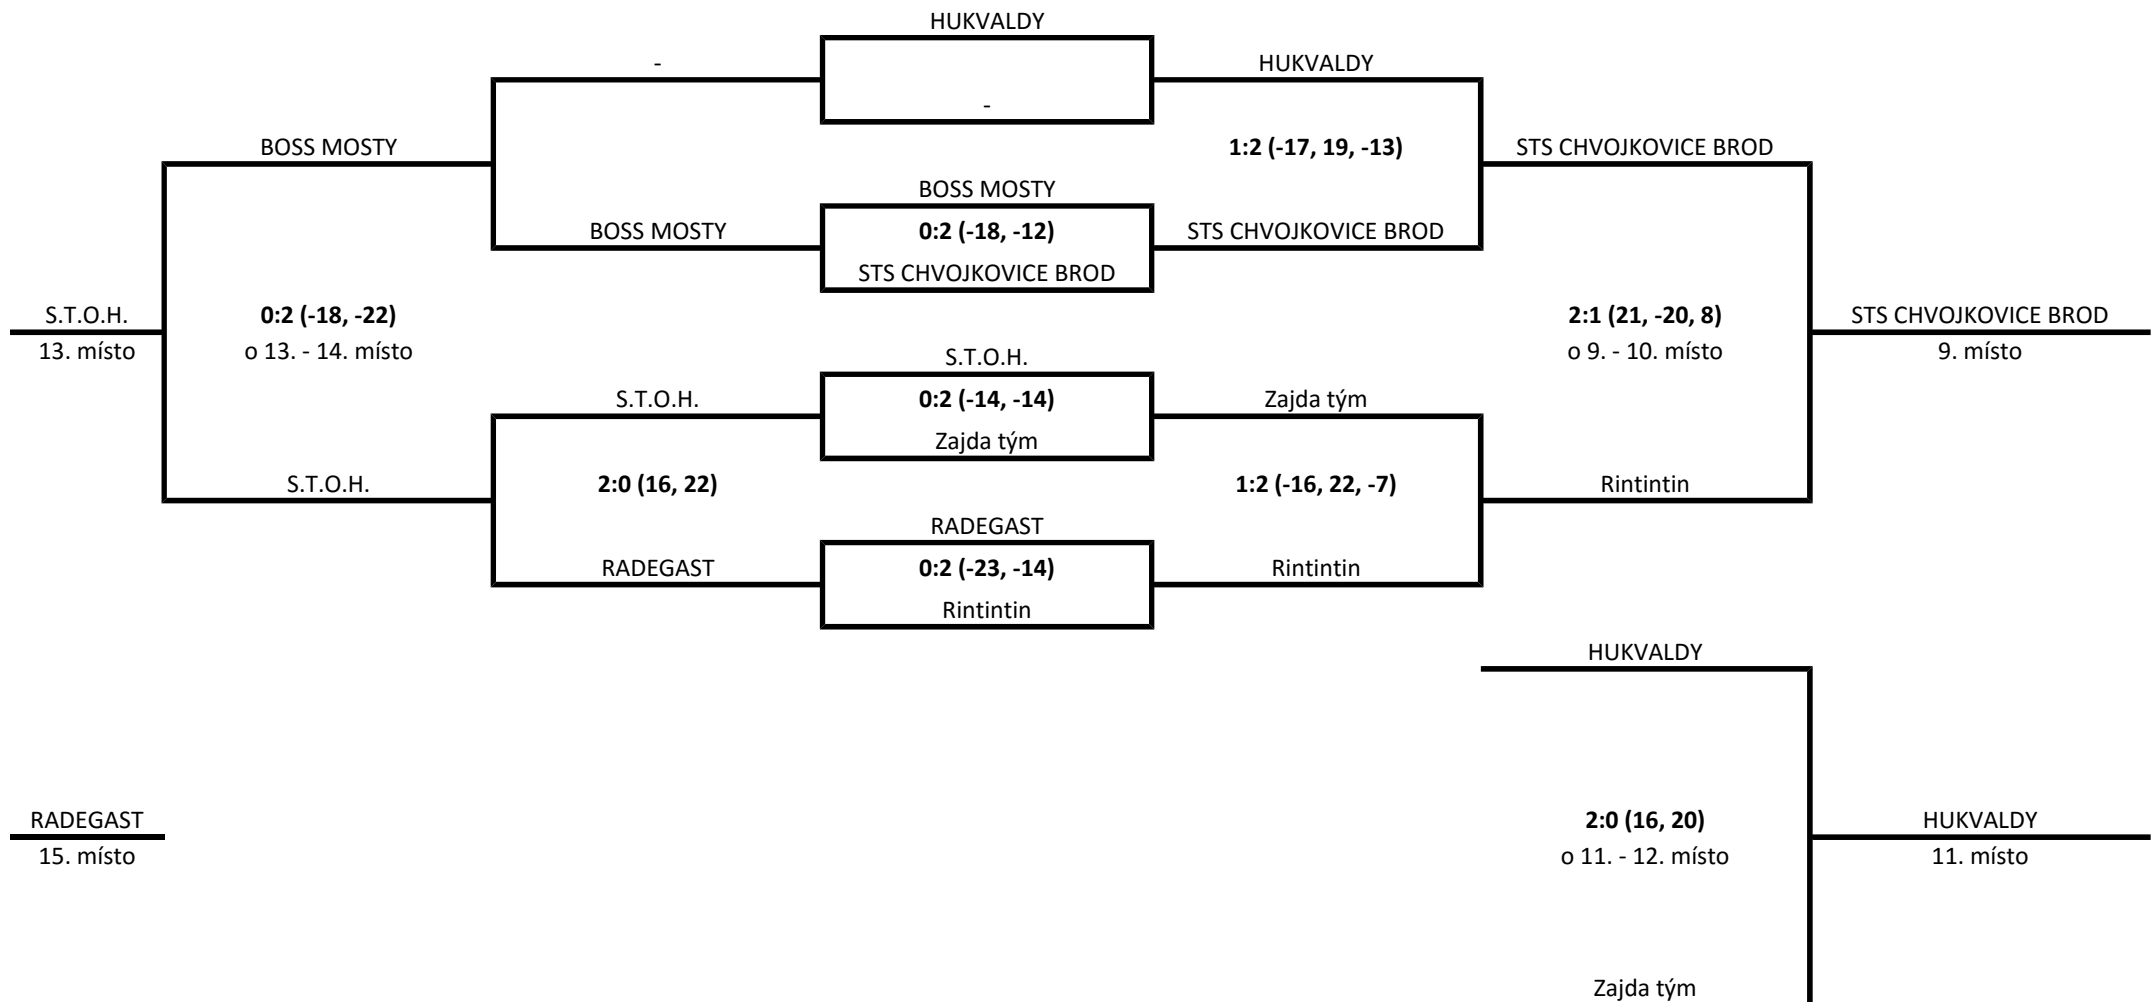 HUKVALDY
-
HUKVALDY
-
BOSS MOSTY
1:2 (-17, 19, -13)
STS CHVOJKOVICE BROD
BOSS MOSTY
BOSS MOSTY
0:2 (-18, -12)
STS CHVOJKOVICE BROD
STS CHVOJKOVICE BROD
S.T.O.H.
0:2 (-18, -22)
2:1 (21, -20, 8)
STS CHVOJKOVICE BROD
13. místo
o 13. - 14. místo
S.T.O.H.
o 9. - 10. místo
9. místo
S.T.O.H.
0:2 (-14, -14)
Zajda tým
Zajda tým
S.T.O.H.
2:0 (16, 22)
1:2 (-16, 22, -7)
Rintintin
RADEGAST
RADEGAST
0:2 (-23, -14)
Rintintin
Rintintin
HUKVALDY
RADEGAST
2:0 (16, 20)
HUKVALDY
15. místo
o 11. - 12. místo
11. místo
Zajda tým